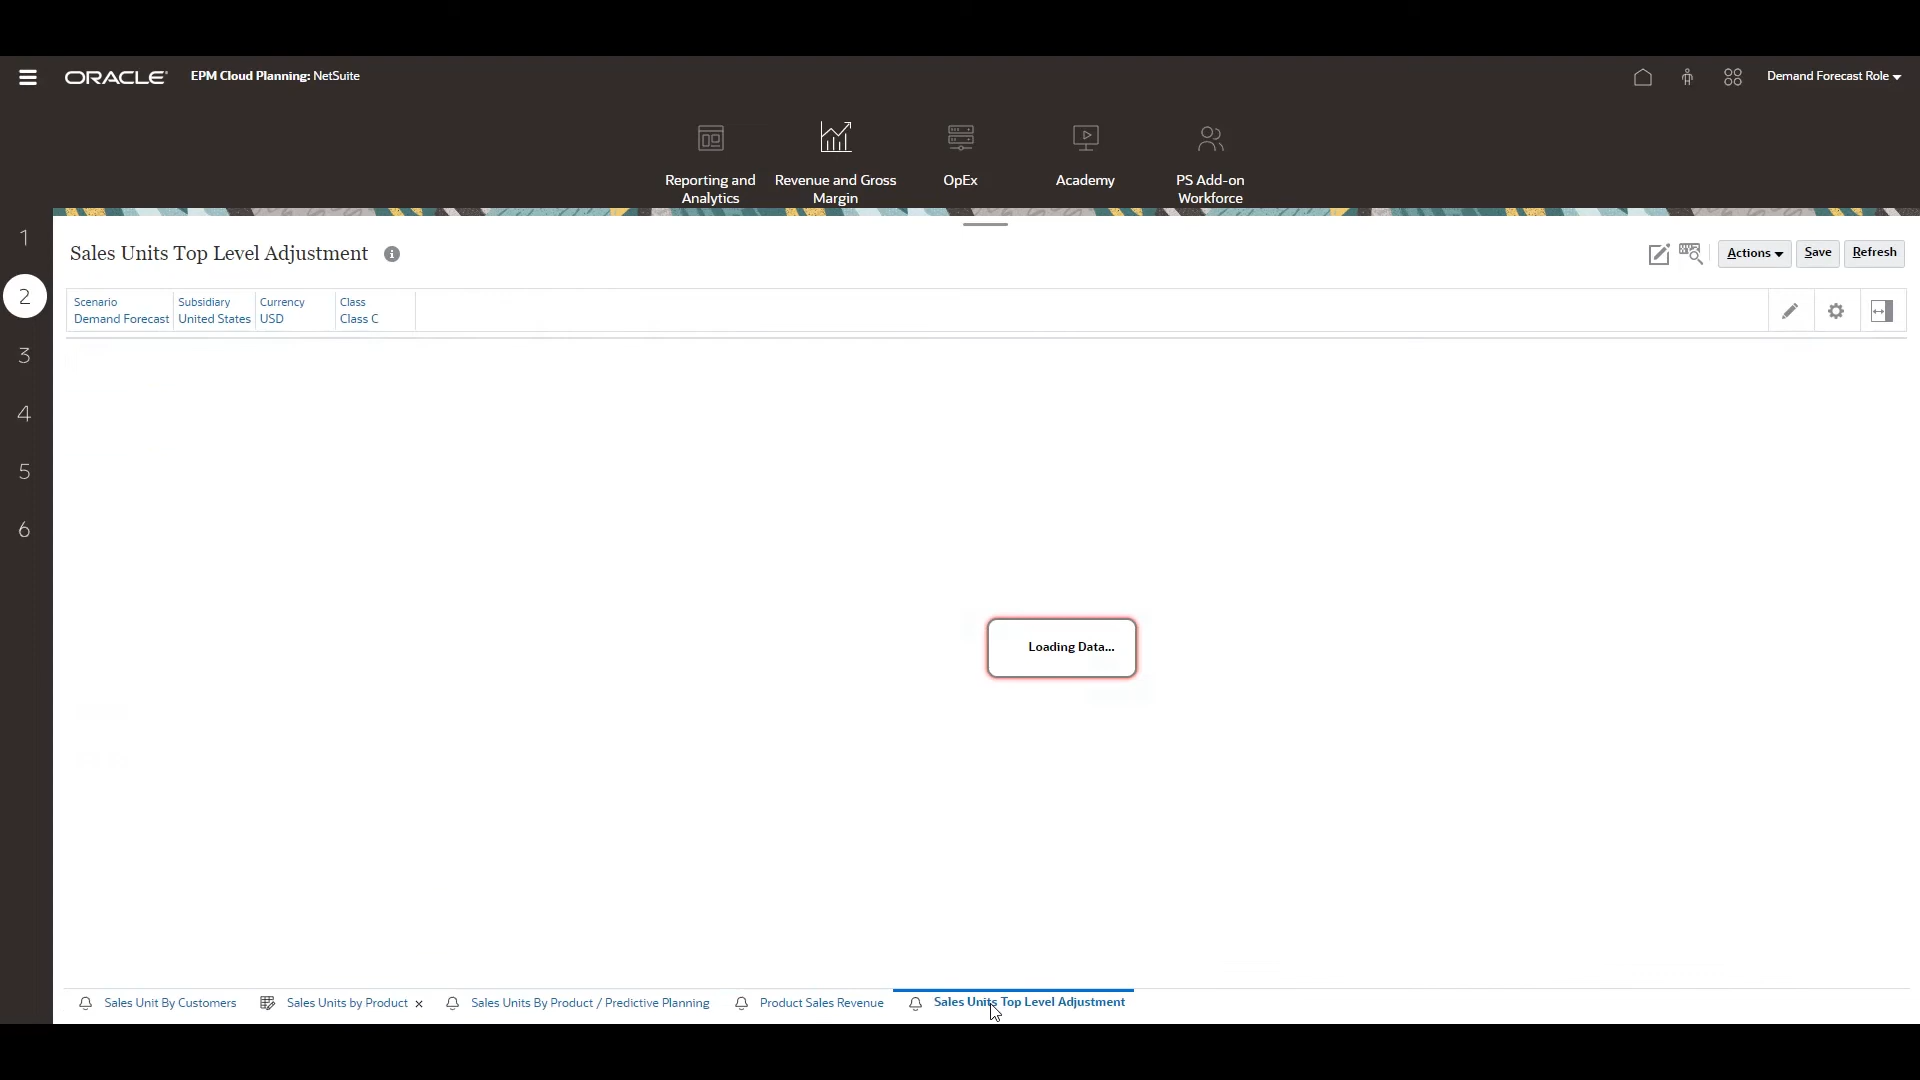 ORACLE EPM Cloud Planning: NetSuite
Demand Forecast Role
Reporting and
Analytics
Revenue and Gross
Margin
OpEx
Academy
PS Add-on
Workforce
1
2
3
4
5
6
Sales Units Top Level Adjustment
Actions
Save
Refresh
Scenario
Demand Forecast
Subsidiary
United States
Currency
USD
Class
Class C
Loading Data...
Sales Unit By Customers
Sales Units by Product
Sales Units By Product / Predictive Planning
Product Sales Revenue
Sales Units Top Level Adjustment